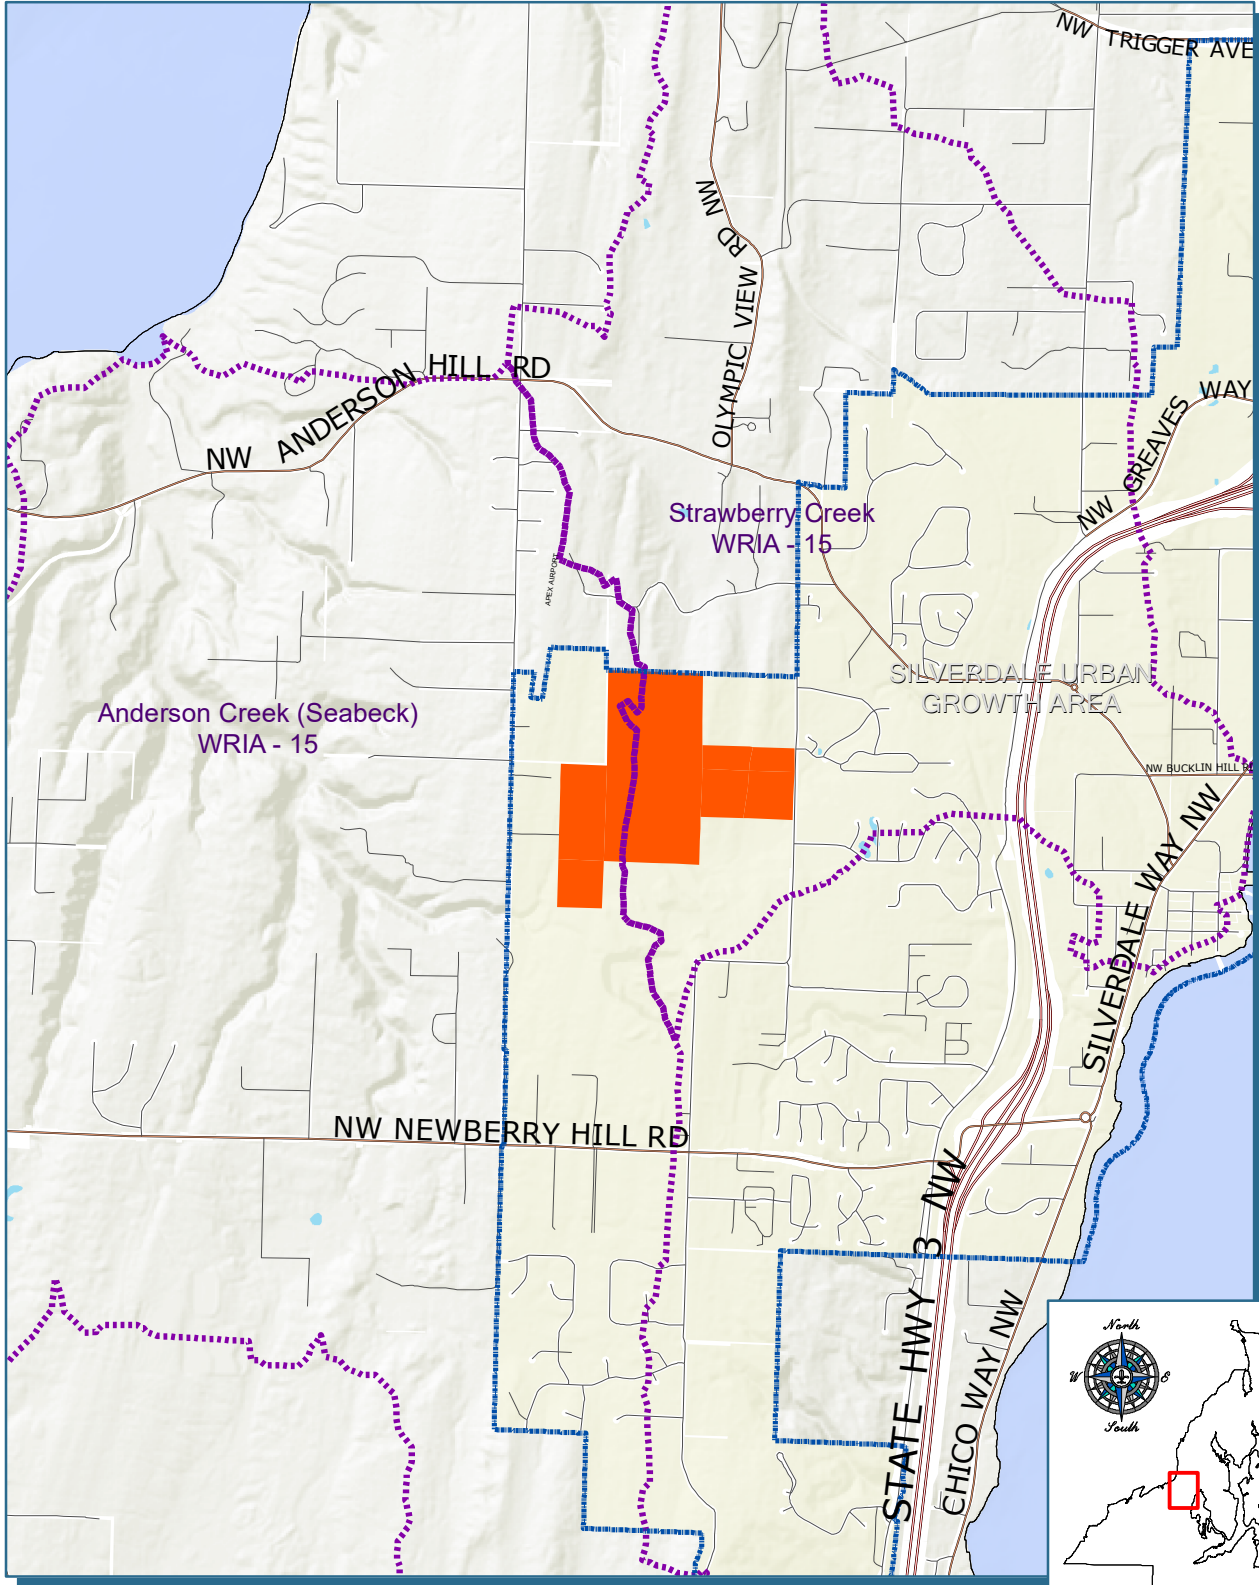 NW TRIGGER AVE
OLYMPIC VIEW RD NW
NW ANDERSON HILL RD
NW GREAVES WAY
Strawberry Creek
WRIA - 15
APEX AIRPORT
SILVERDALE URBAN
GROWTH AREA
Anderson Creek (Seabeck)
WRIA - 15
NW BUCKLIN HILL R
SILVERDALE WAY NW
NW NEWBERRY HILL RD
STATE HWY 3 NW
CHICO WAY NW
North
W
E
South